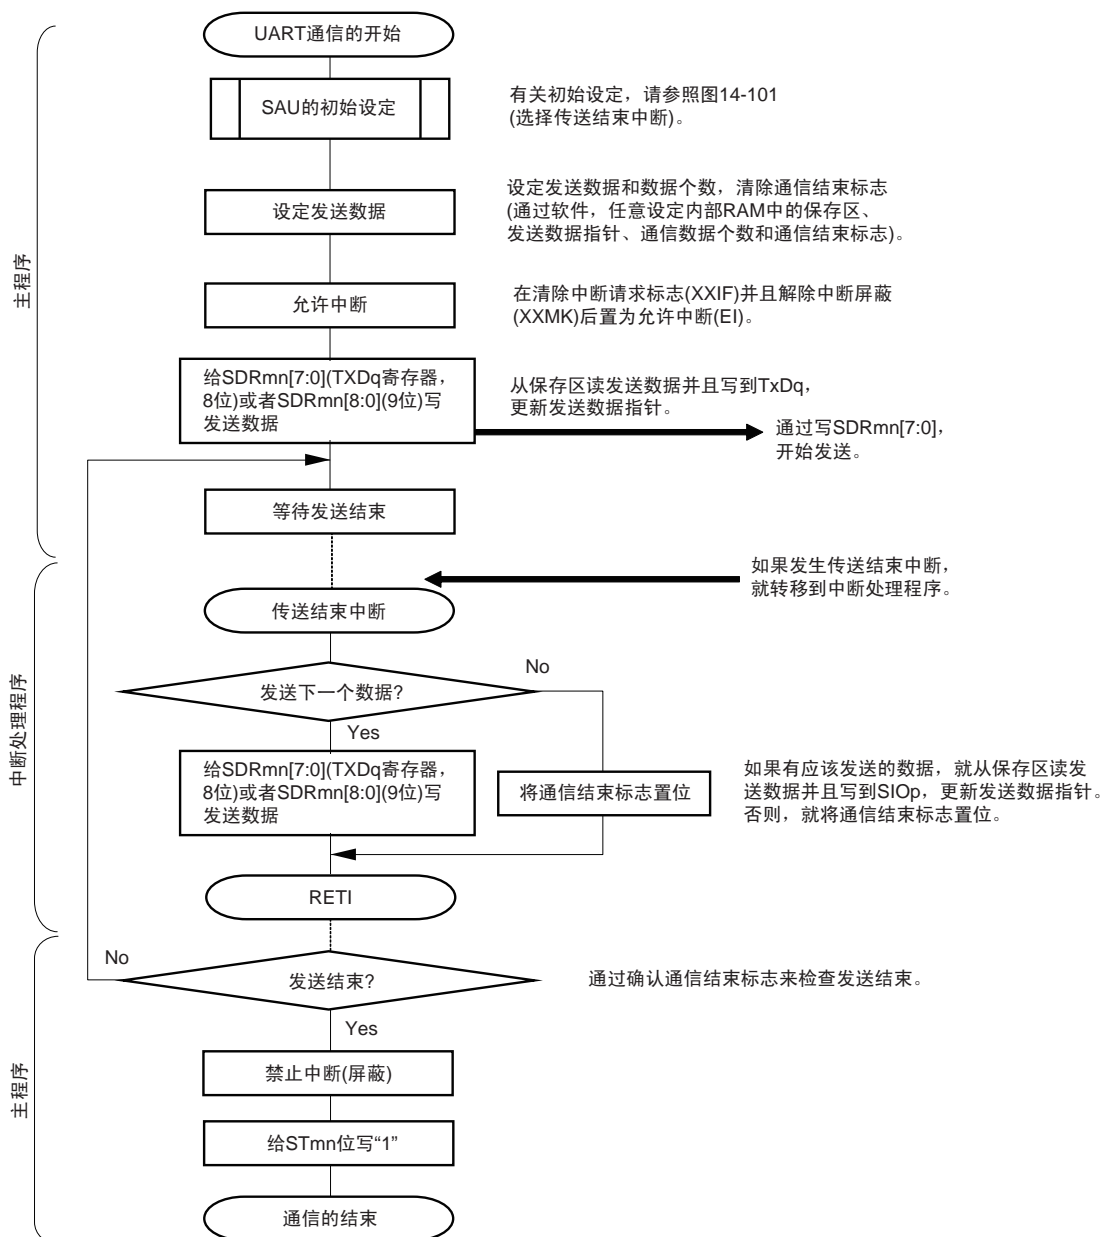 UART通信的开始
SAU的初始设定
有关初始设定，请参照图14-101
(选择传送结束中断)。
设定发送数据
设定发送数据和数据个数，清除通信结束标志
(通过软件，任意设定内部RAM中的保存区、
发送数据指针、通信数据个数和通信结束标志)。
主程序
允许中断
在清除中断请求标志(XXIF)并且解除中断屏蔽
(XXMK)后置为允许中断(EI)。
给SDRmn[7:0](TXDq寄存器，
8位)或者SDRmn[8:0](9位)写
发送数据
从保存区读发送数据并且写到TxDq，
更新发送数据指针。
通过写SDRmn[7:0]，
开始发送。
等待发送结束
如果发生传送结束中断，
就转移到中断处理程序。
传送结束中断
No
发送下一个数据?
Yes
中断处理程序
给SDRmn[7:0](TXDq寄存器，
8位)或者SDRmn[8:0](9位)写
发送数据
将通信结束标志置位
如果有应该发送的数据，就从保存区读发
送数据并且写到SIOp，更新发送数据指针。
否则，就将通信结束标志置位。
RETI
No
发送结束?
通过确认通信结束标志来检查发送结束。
Yes
主程序
禁止中断(屏蔽)
给STmn位写“1”
通信的结束